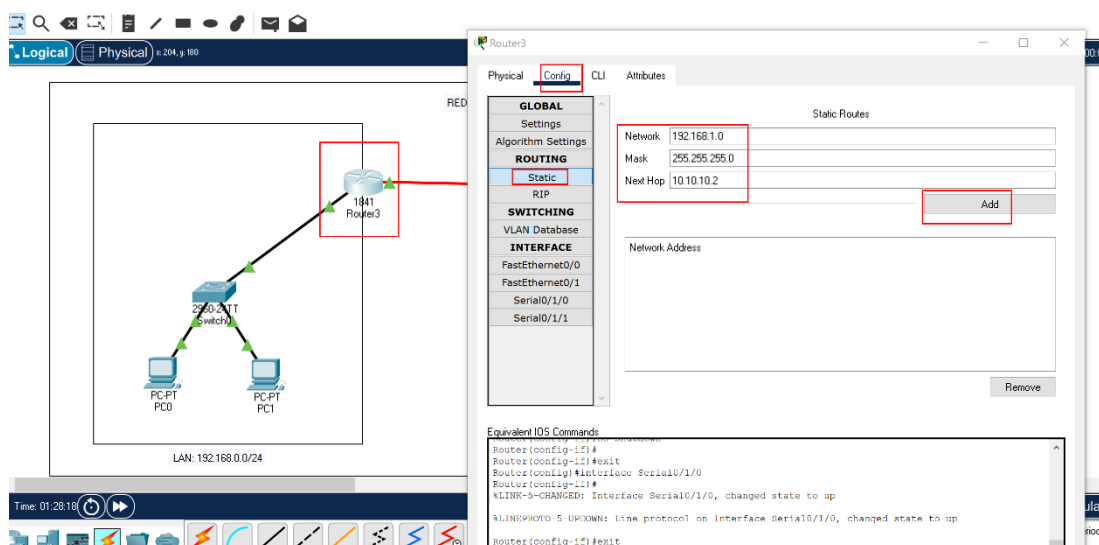 Logical
Physical
x: 204, y: 180
RED
1841
Router3
2960-24TT
Switch0
PC-PT
PC0
PC-PT
PC1
LAN: 192.168.0.0/24
Time: 01:28:18
Router3
Physical
Config
CLI
Attributes
GLOBAL
Settings
Algorithm Settings
ROUTING
Static
RIP
SWITCHING
VLAN Database
INTERFACE
FastEthernet0/0
FastEthernet0/1
Serial0/1/0
Serial0/1/1
Static Routes
Network 192.168.1.0
Mask 255.255.255.0
Next Hop 10.10.10.2
Add
Network Address
Remove
Equivalent IOS Commands
Router(config-if)#
Router(config-if)#exit
Router(config)#interface Serial0/1/0
Router(config-if)#
%LINK-5-CHANGED: Interface Serial0/1/0, changed state to up
%LINEPROTO-5-UPDOWN: Line protocol on Interface Serial0/1/0, changed state to up
Router(config-if)#exit